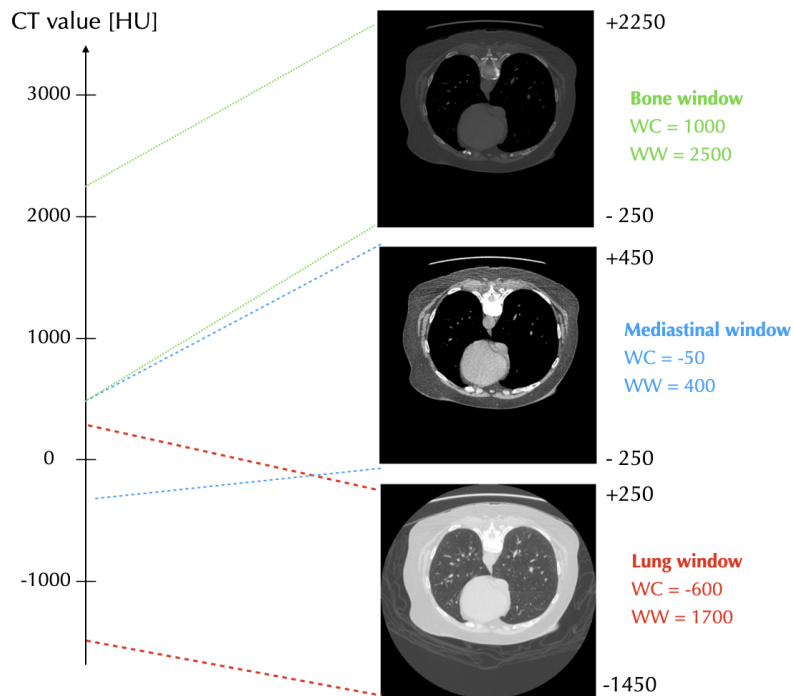 CT value [HU]
3000
2000
1000
0
-1000
+2250
Bone window
WC = 1000
WW = 2500
- 250
+450
Mediastinal window
WC = -50
WW = 400
- 250
+250
Lung window
WC = -600
WW = 1700
-1450